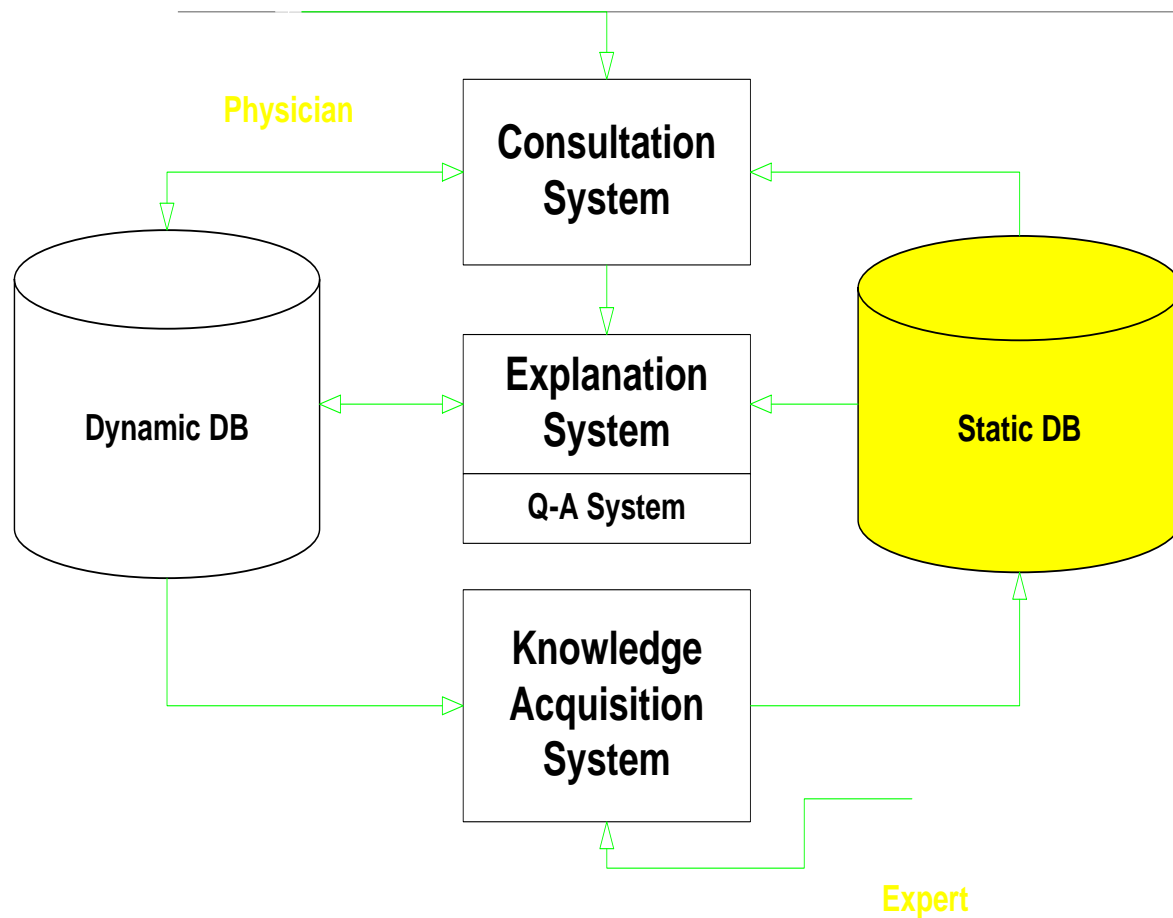 Physician
Consultation
System
Explanation
System
Dynamic DB
Static DB
Q-A System
Knowledge
Acquisition
System
Expert